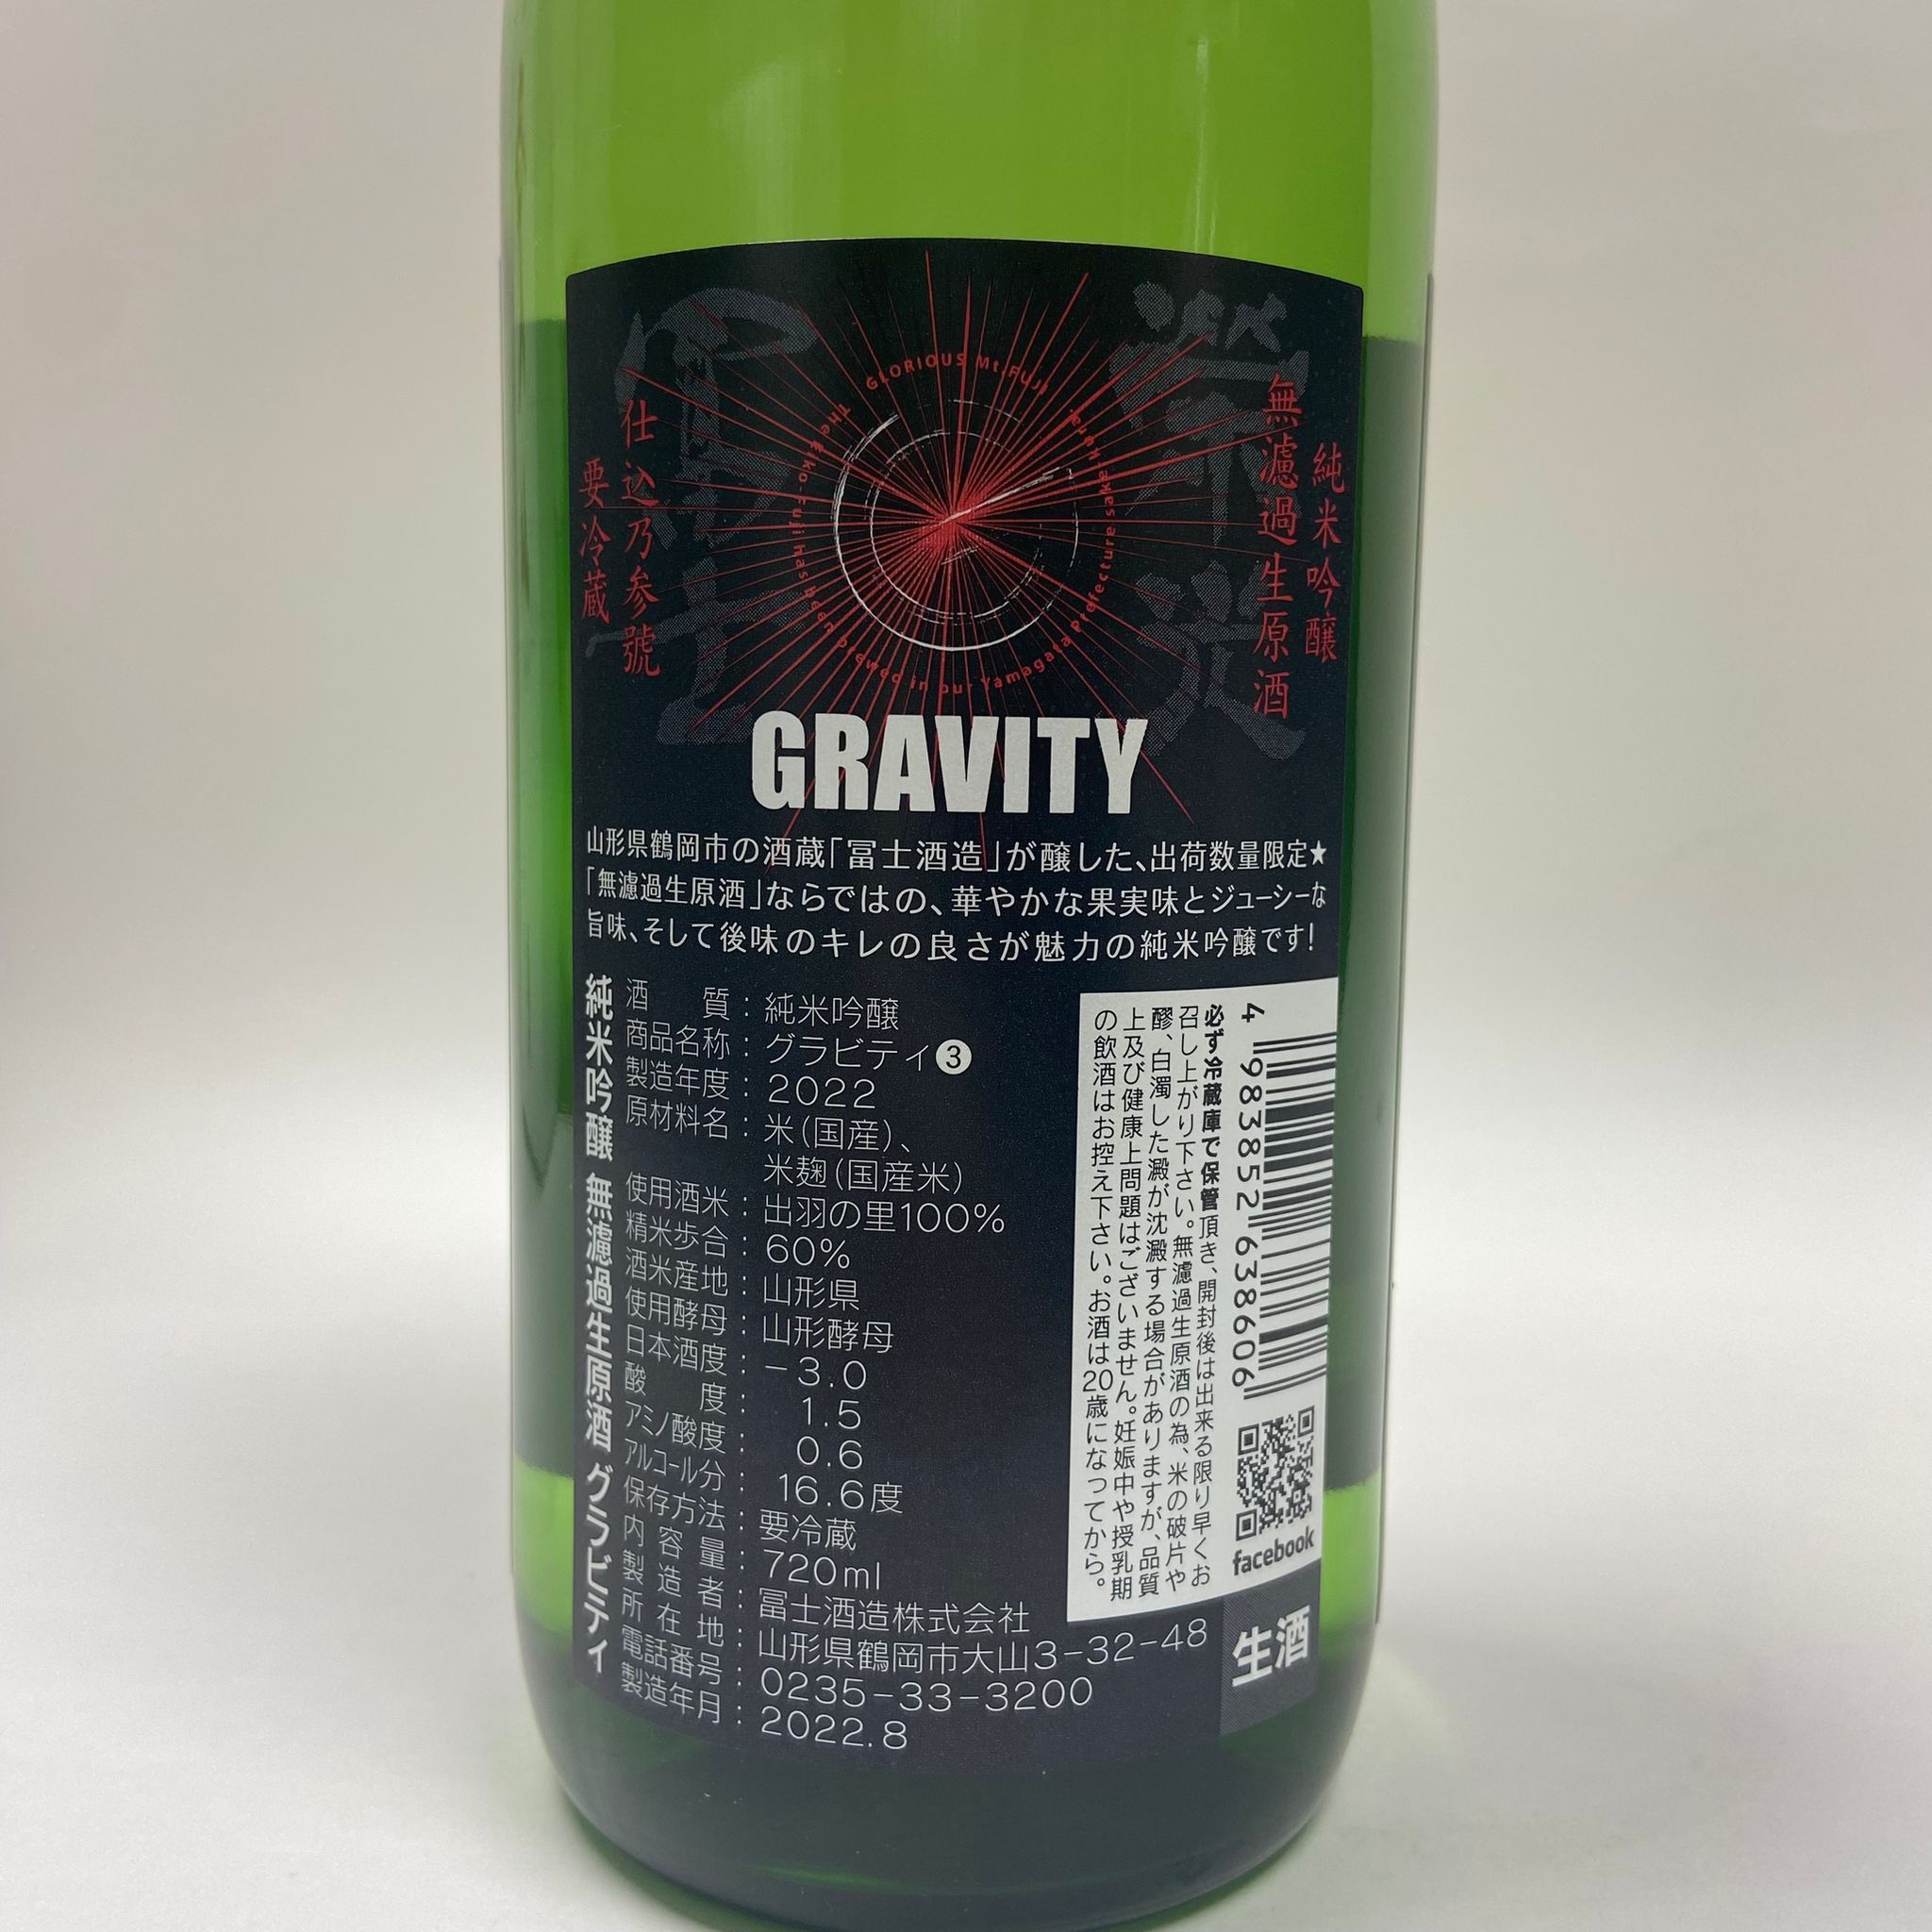 榮光
冨士
GLORIOUS Mt.FUJI
The Eiko-Fuji has been brewed in our Yamagata Prefecture sake
純米吟醸
無濾過生原酒
仕込乃参號
要冷蔵
GRAVITY
山形県鶴岡市の酒蔵「冨士酒造」が醸した、出荷数量限定★
「無濾過生原酒」ならではの、華やかな果実味とジューシーな
旨味、そして後味のキレの良さが魅力の純米吟醸です!
純米吟醸 無濾過生原酒 グラビティ
酒 質：純米吟醸
商品名称：グラビティ❸
製造年度：2022
原材料名：米(国産)、
米麹(国産米)
使用酒米：出羽の里100%
精米歩合：60%
酒米産地：山形県
使用酵母：山形酵母
日本酒度：－3.0
酸 度：1.5
アミノ酸度：0.6
アルコール分：16.6度
保存方法：要冷蔵
内容量：720ml
製造者：冨士酒造株式会社
所在地：山形県鶴岡市大山3-32-48
電話番号：0235-33-3200
製造年月：2022.8
4 983852 638606
必ず冷蔵庫で保管頂き、開封後は出来る限り早くお
召し上がり下さい。無濾過生原酒の為、米の破片や
醪、白濁した澱が沈澱する場合がありますが、品質
上及び健康上問題はございません。妊娠中や授乳期
の飲酒はお控え下さい。お酒は20歳になってから。
facebook
生酒